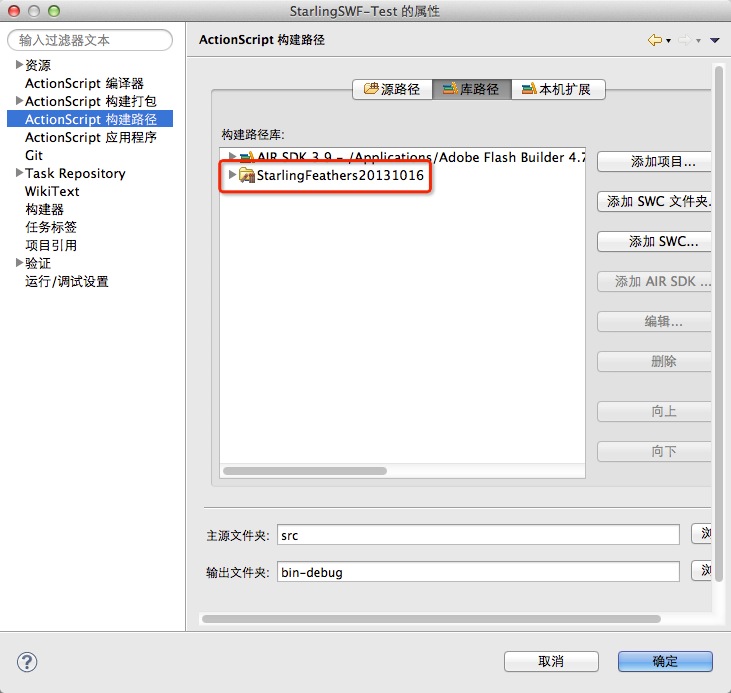 StarlingSWF-Test 的属性
输入过滤器文本
ActionScript 构建路径
资源
ActionScript 编译器
ActionScript 构建打包
ActionScript 构建路径
ActionScript 应用程序
Git
Task Repository
WikiText
构建器
任务标签
项目引用
验证
运行/调试设置
源路径
库路径
本机扩展
构建路径库:
AIR SDK 3.9 - /Applications/Adobe Flash Builder 4.7
StarlingFeathers20131016
添加项目...
添加 SWC 文件夹.
添加 SWC...
添加 AIR SDK ...
编辑...
删除
向上
向下
主源文件夹: src
浏
输出文件夹: bin-debug
浏
?
取消
确定